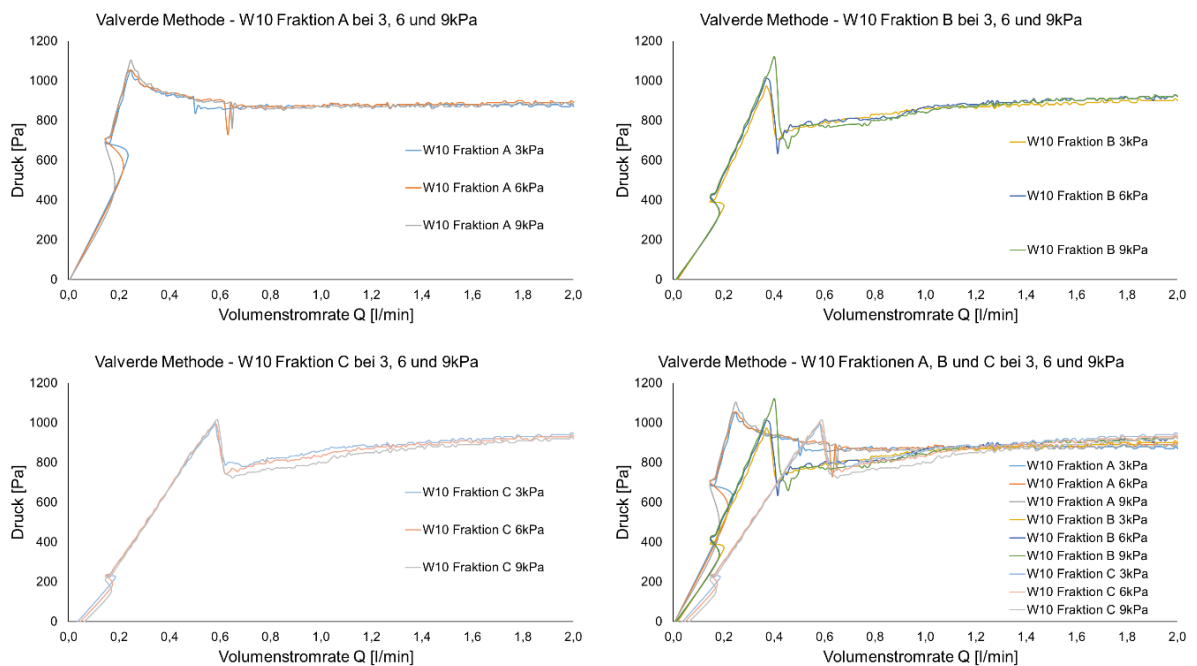 Valverde Methode - W10 Fraktion A bei 3, 6 und 9kPa
1200
1000
800
600
400
200
0
Druck [Pa]
W10 Fraktion A 3kPa
W10 Fraktion A 6kPa
W10 Fraktion A 9kPa
0,0 0,2 0,4 0,6 0,8 1,0 1,2 1,4 1,6 1,8 2,0
Volumenstromrate Q [l/min]
Valverde Methode - W10 Fraktion B bei 3, 6 und 9kPa
1200
1000
800
600
400
200
0
Druck [Pa]
W10 Fraktion B 3kPa
W10 Fraktion B 6kPa
W10 Fraktion B 9kPa
0,0 0,2 0,4 0,6 0,8 1,0 1,2 1,4 1,6 1,8 2,0
Volumenstromrate Q [l/min]
Valverde Methode - W10 Fraktion C bei 3, 6 und 9kPa
1200
1000
800
600
400
200
0
Druck [Pa]
W10 Fraktion C 3kPa
W10 Fraktion C 6kPa
W10 Fraktion C 9kPa
0,0 0,2 0,4 0,6 0,8 1,0 1,2 1,4 1,6 1,8 2,0
Volumenstromrate Q [l/min]
Valverde Methode - W10 Fraktionen A, B und C bei 3, 6 und 9kPa
1200
1000
800
600
400
200
0
Druck [Pa]
W10 Fraktion A 3kPa
W10 Fraktion A 6kPa
W10 Fraktion A 9kPa
W10 Fraktion B 3kPa
W10 Fraktion B 6kPa
W10 Fraktion B 9kPa
W10 Fraktion C 3kPa
W10 Fraktion C 6kPa
W10 Fraktion C 9kPa
0,0 0,2 0,4 0,6 0,8 1,0 1,2 1,4 1,6 1,8 2,0
Volumenstromrate Q [l/min]